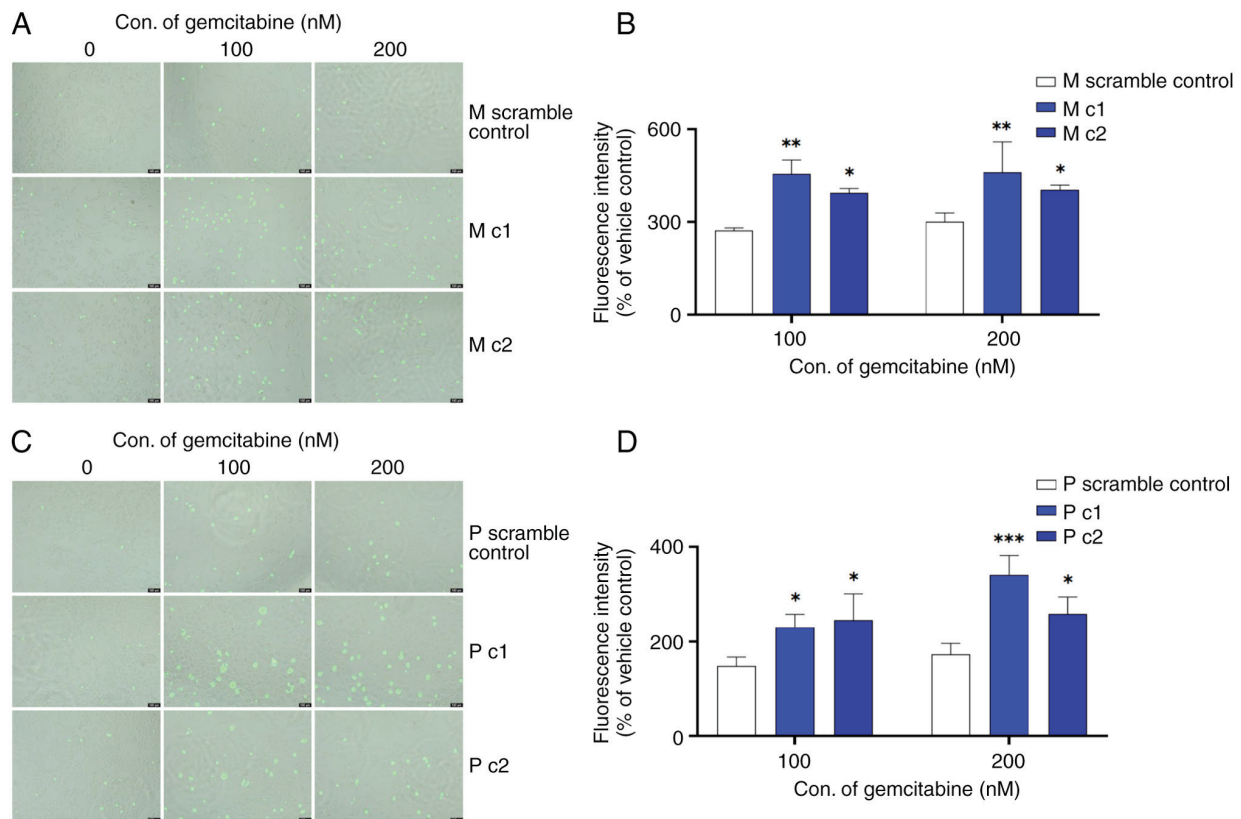 A
Con. of gemcitabine (nM)
0 100 200
M scramble
control
M c1
M c2
B
M scramble control
M c1
M c2
Fluorescence intensity
(% of vehicle control)
600
300
0
** * ** *
100 200
Con. of gemcitabine (nM)
C
Con. of gemcitabine (nM)
0 100 200
P scramble
control
P c1
P c2
D
P scramble control
P c1
P c2
Fluorescence intensity
(% of vehicle control)
400
200
0
* * *** *
100 200
Con. of gemcitabine (nM)